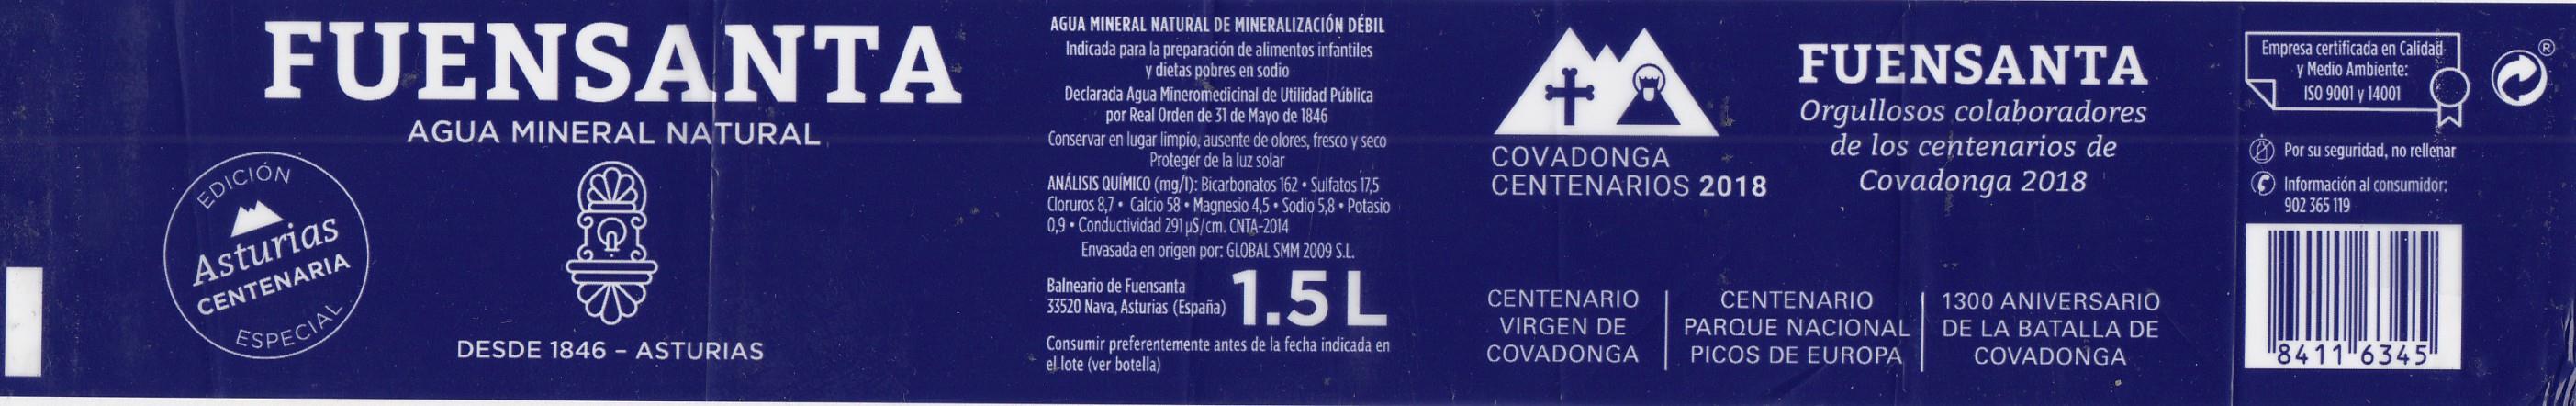 FUENSANTA
AGUA MINERAL NATURAL
EDICIÓN
Asturias
CENTENARIA
ESPECIAL
DESDE 1846 – ASTURIAS
AGUA MINERAL NATURAL DE MINERALIZACIÓN DÉBIL
Indicada para la preparación de alimentos infantiles
y dietas pobres en sodio
Declarada Agua Mineromedicinal de Utilidad Pública
por Real Orden de 31 de Mayo de 1846
Conservar en lugar limpio, ausente de olores, fresco y seco
Proteger de la luz solar
ANÁLISIS QUÍMICO (mg/l): Bicarbonatos 162 • Sulfatos 17,5
Cloruros 8,7 • Calcio 58 • Magnesio 4,5 • Sodio 5,8 • Potasio
0,9 • Conductividad 291 µS/cm. CNTA-2014
Envasada en origen por: GLOBAL SMM 2009 S.L.
Balneario de Fuensanta
33520 Nava, Asturias (España)
1.5 L
Consumir preferentemente antes de la fecha indicada en
el lote (ver botella)
COVADONGA
CENTENARIOS 2018
FUENSANTA
Orgullosos colaboradores
de los centenarios de
Covadonga 2018
CENTENARIO
VIRGEN DE
COVADONGA
CENTENARIO
PARQUE NACIONAL
PICOS DE EUROPA
1300 ANIVERSARIO
DE LA BATALLA DE
COVADONGA
Empresa certificada en Calidad
y Medio Ambiente:
ISO 9001 y 14001
®
Por su seguridad, no rellenar
Información al consumidor:
902 365 119
8411 6345